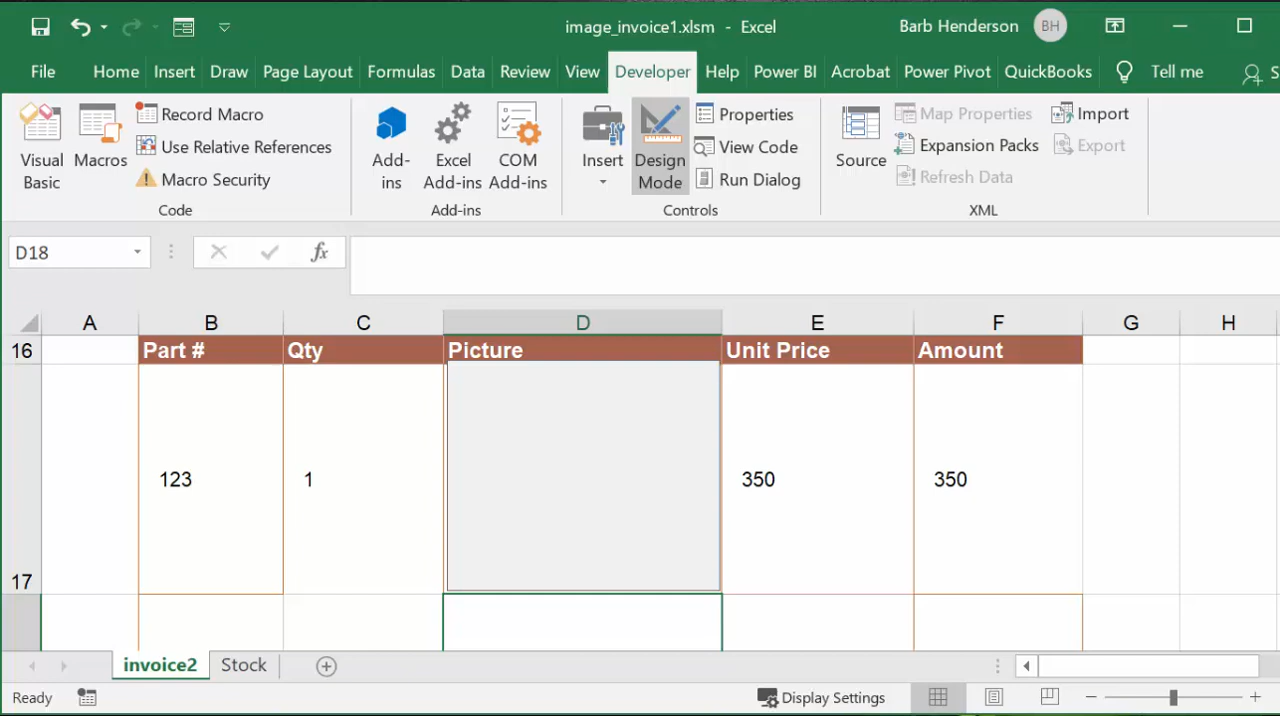 image_invoice1.xlsm - Excel
Barb Henderson BH
File Home Insert Draw Page Layout Formulas Data Review View Developer Help Power BI Acrobat Power Pivot QuickBooks Tell me S
Visual Basic
Macros
Record Macro
Use Relative References
Macro Security
Code
Add-ins
Excel Add-ins
COM Add-ins
Add-ins
Insert
Design Mode
Properties
View Code
Run Dialog
Controls
Source
Map Properties
Expansion Packs
Refresh Data
Import
Export
XML
D18 fx
A B C D E F G H
16 Part # Qty Picture Unit Price Amount
123 1 350 350
17
invoice2 Stock
Ready Display Settings